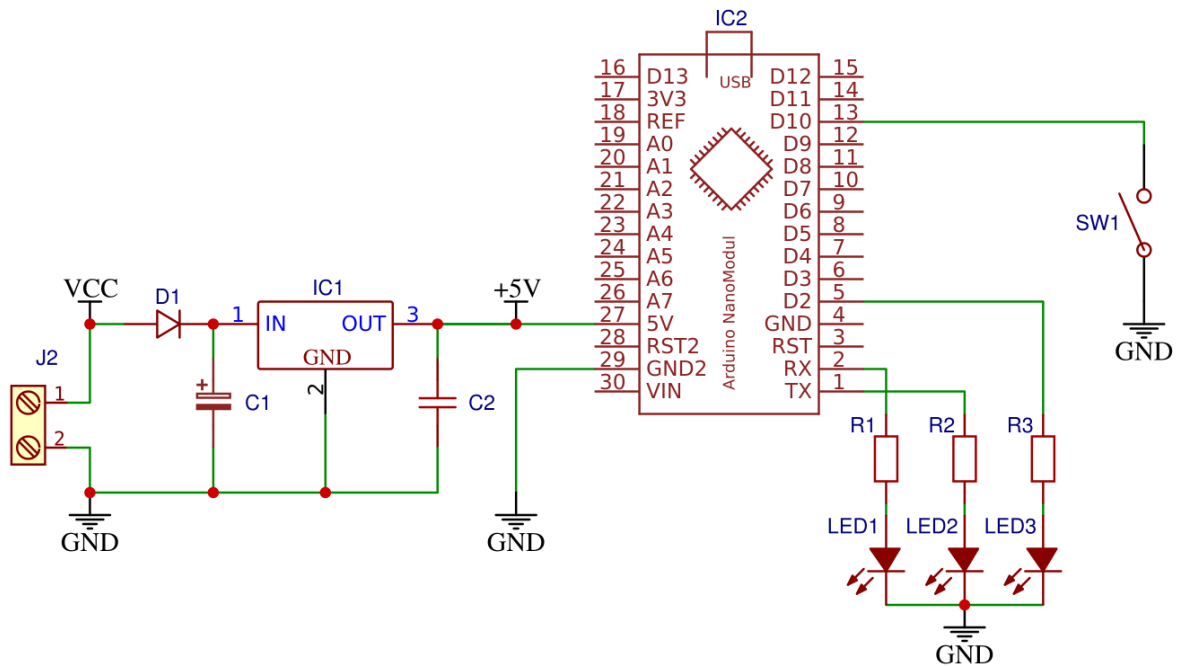 IC2
USB
16 D13 D12 15
17 3V3 D11 14
18 REF D10 13
19 A0 D9 12
20 A1 D8 11
21 A2 D7 10
22 A3 D6 9
23 A4 D5 8
24 A5 D4 7
25 A6 D3 6
26 A7 D2 5
27 5V GND 4
28 RST2 RST 3
29 GND2 RX 2
30 VIN TX 1
Arduino NanoModul
SW1
GND
VCC
D1
IC1
+5V
1 IN OUT 3
GND
2
J2
1
2
+
C1
C2
GND
GND
R1 R2 R3
LED1 LED2 LED3
GND